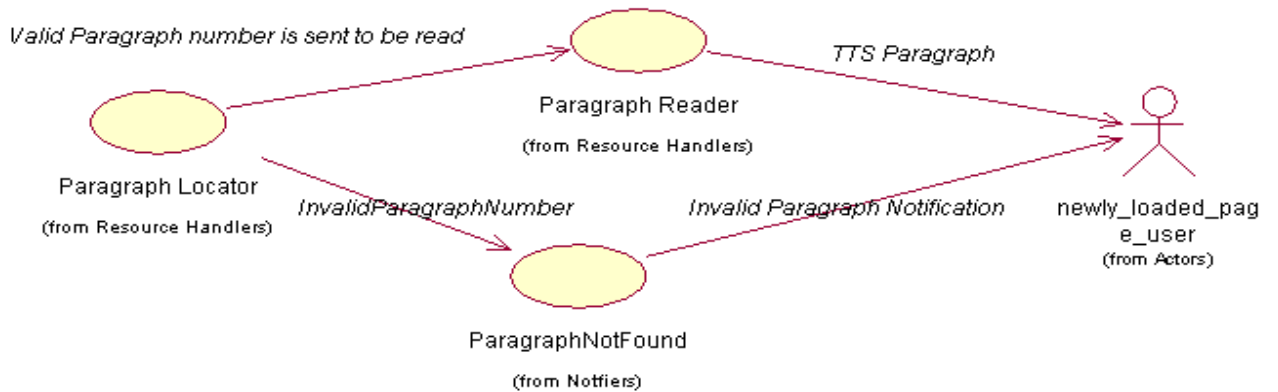 Valid Paragraph number is sent to be read
TTS Paragraph
Paragraph Reader
(from Resource Handlers)
Paragraph Locator
(from Resource Handlers)
InvalidParagraphNumber
Invalid Paragraph Notification
newly_loaded_pag
e_user
(from Actors)
ParagraphNotFound
(from Notfiers)